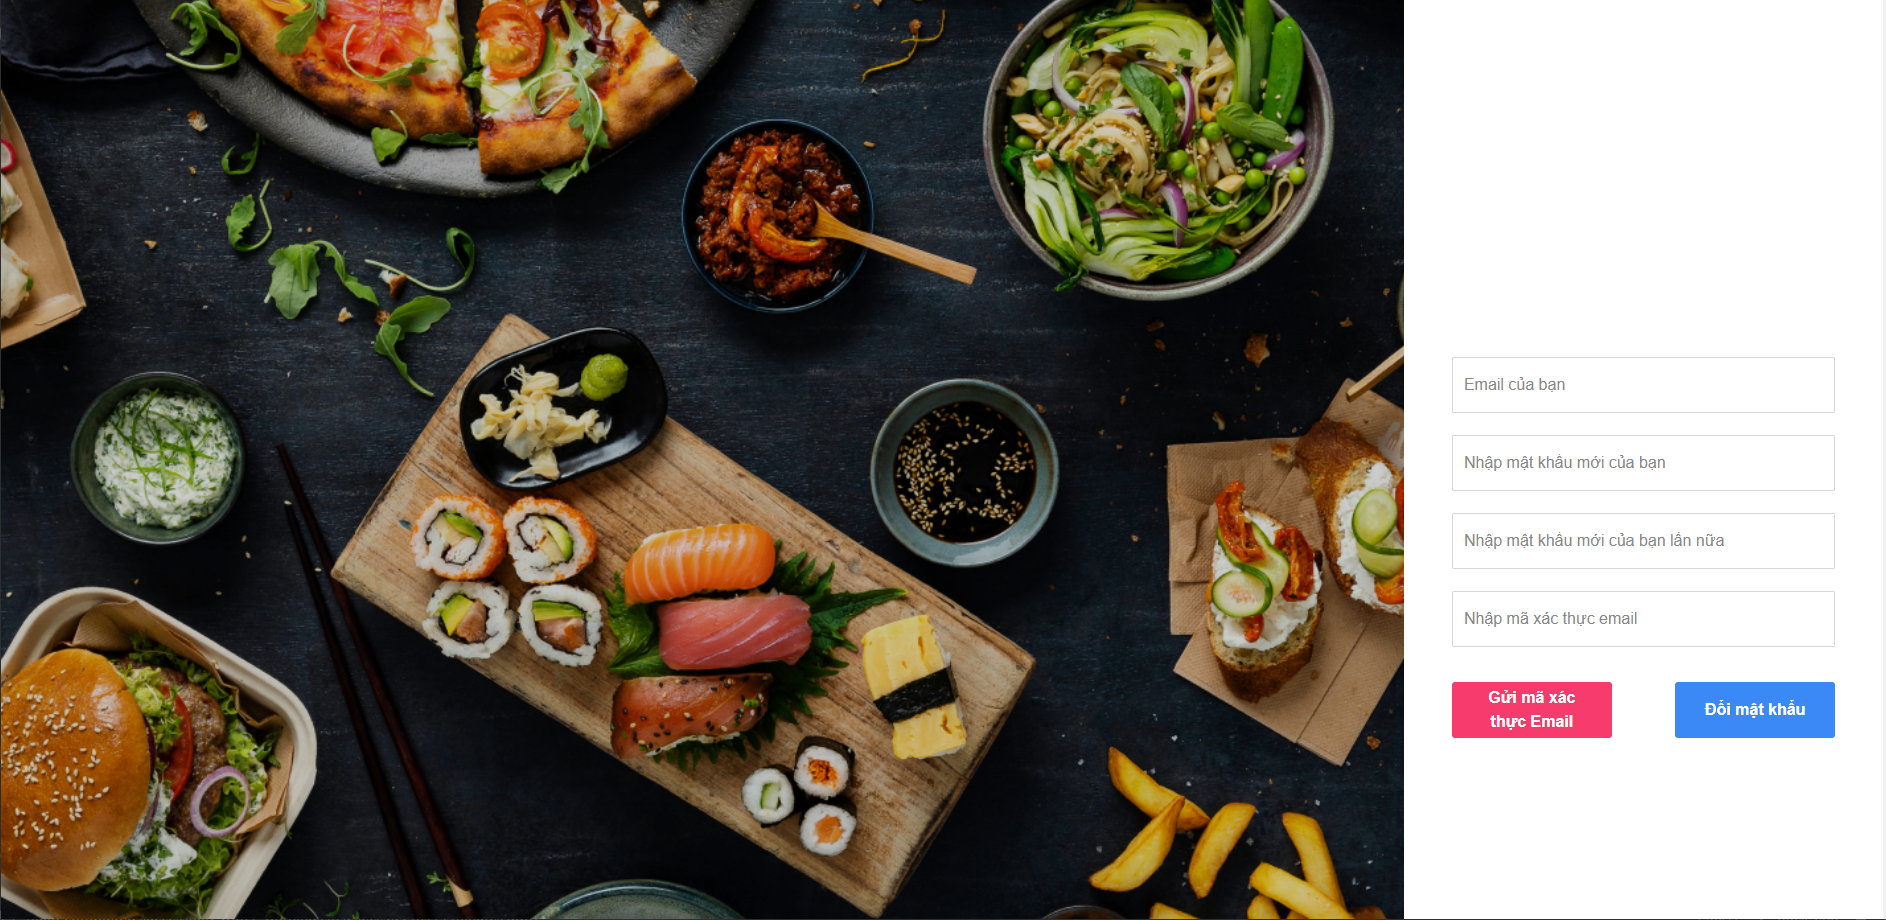 Email của bạn
Nhập mật khẩu mới của bạn
Nhập mật khẩu mới của bạn lần nữa
Nhập mã xác thực email
Gửi mã xác
thực Email
Đổi mật khẩu